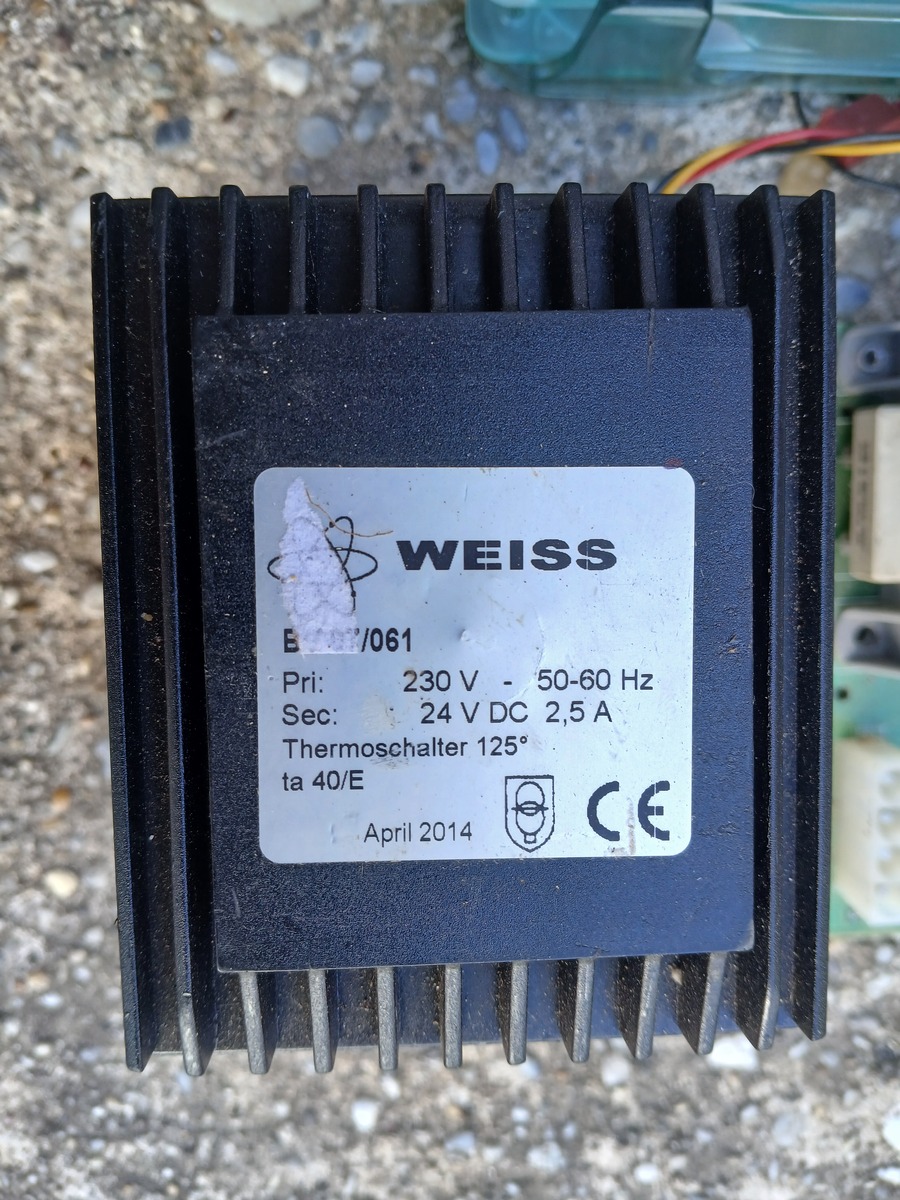 WEISS
/061
Pri: 230 V - 50-60 Hz
Sec: 24 V DC 2,5 A
Thermoschalter 125°
ta 40/E
April 2014
CE